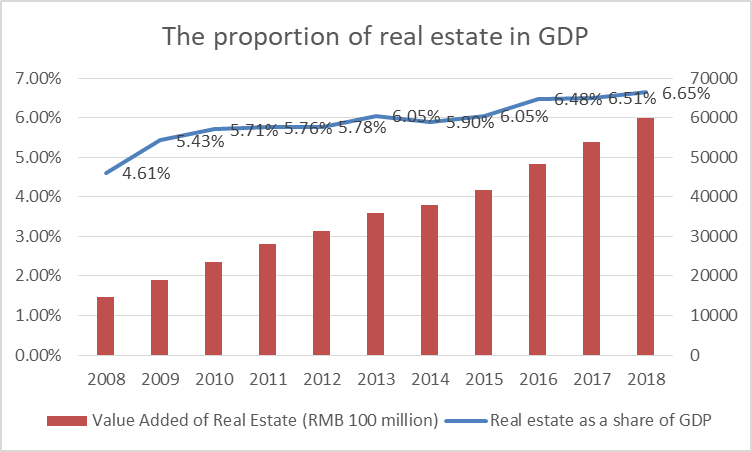 The proportion of real estate in GDP
7.00% 70000
6.00% 60000
5.00% 50000
4.00% 40000
3.00% 30000
2.00% 20000
1.00% 10000
0.00% 0
4.61% 5.43% 5.71% 5.76% 5.78% 6.05% 5.90% 6.05% 6.48% 6.51% 6.65%
2008 2009 2010 2011 2012 2013 2014 2015 2016 2017 2018
Value Added of Real Estate (RMB 100 million) Real estate as a share of GDP